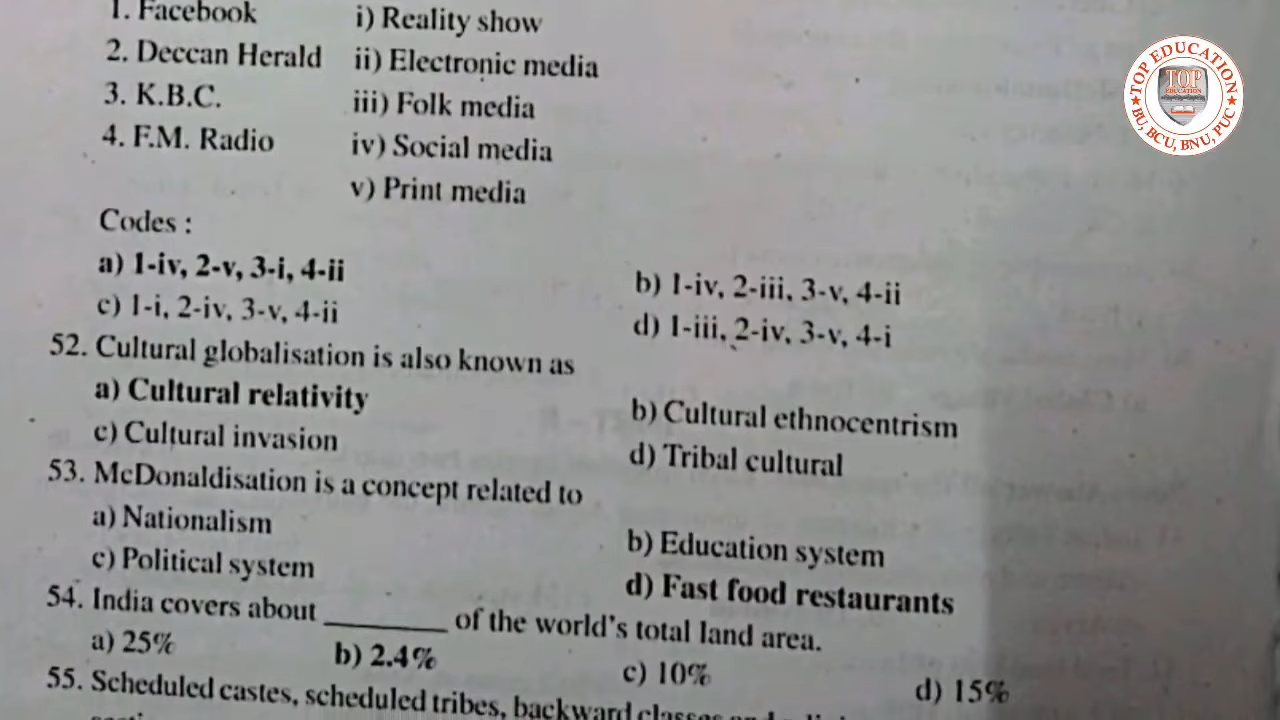 1. Facebook i) Reality show
2. Deccan Herald ii) Electronic media
3. K.B.C. iii) Folk media
4. F.M. Radio iv) Social media
v) Print media
Codes :
a) 1-iv, 2-v, 3-i, 4-ii b) 1-iv, 2-iii, 3-v, 4-ii
c) 1-i, 2-iv, 3-v, 4-ii d) 1-iii, 2-iv, 3-v, 4-i
52. Cultural globalisation is also known as
a) Cultural relativity b) Cultural ethnocentrism
c) Cultural invasion d) Tribal cultural
53. McDonaldisation is a concept related to
a) Nationalism b) Education system
c) Political system d) Fast food restaurants
54. India covers about ________ of the world's total land area.
a) 25% b) 2.4% c) 10% d) 15%
55. Scheduled castes, scheduled tribes, backward classes and
TOP EDUCATION
TOP
EDUCATION
BU, BCU, BNU, PUC